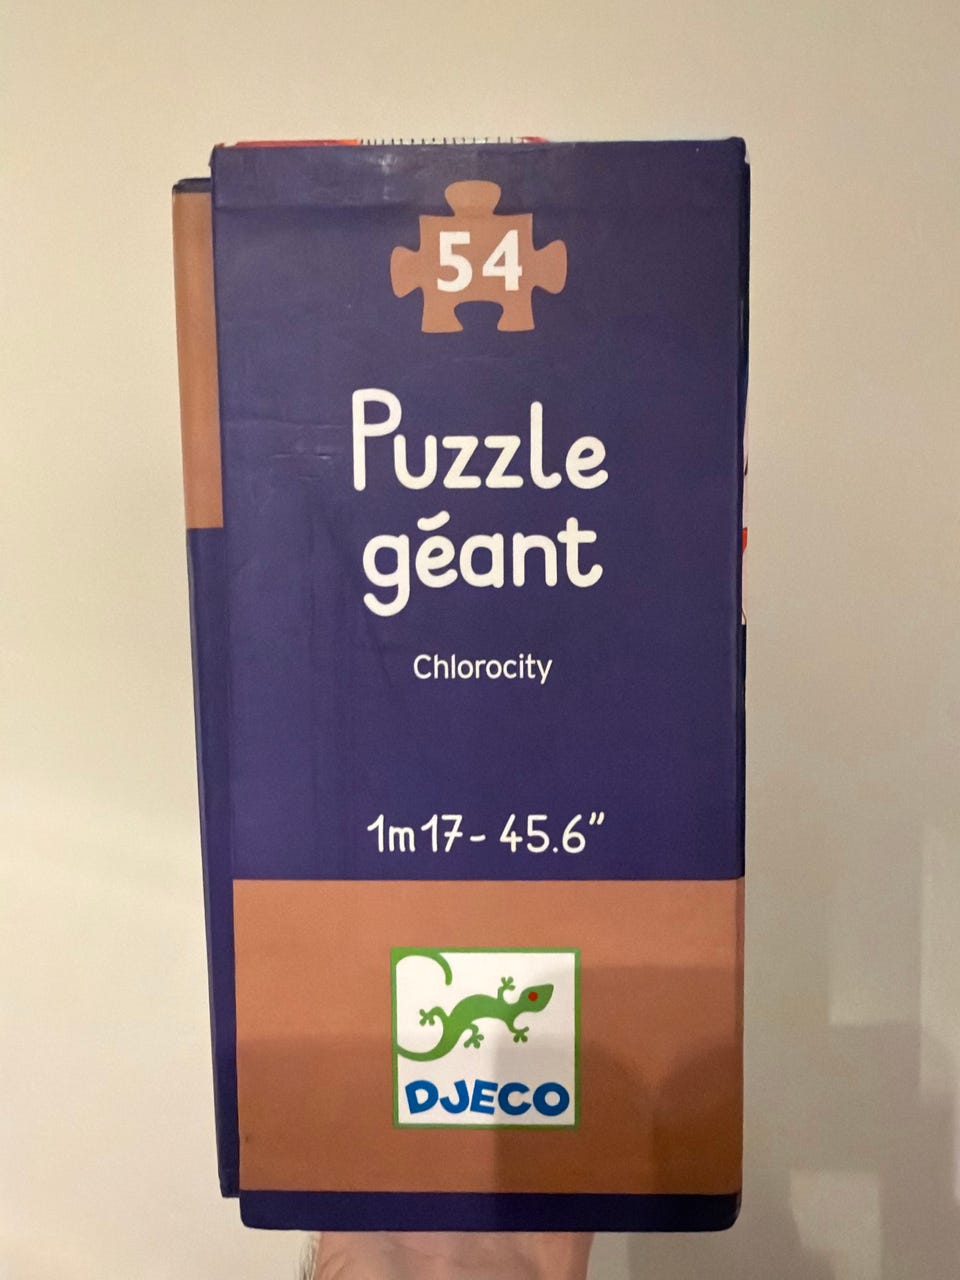 54
Puzzle
géant
Chlorocity
1m17 - 45.6”
DJECO